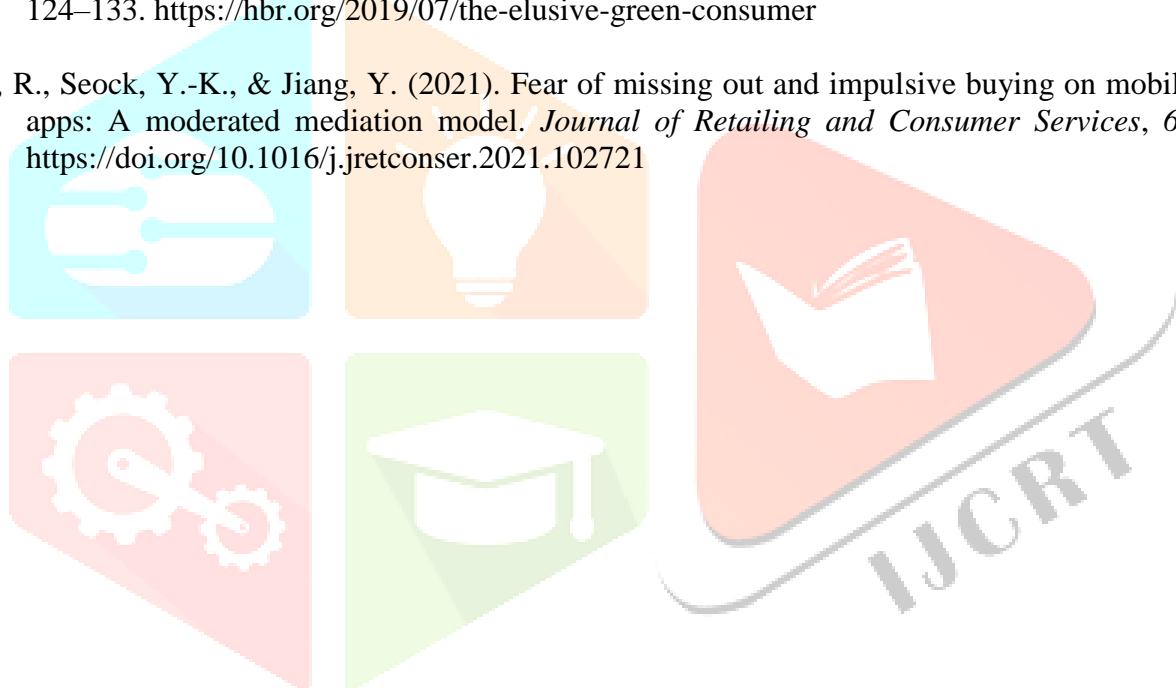 124–133. https://hbr.org/2019/07/the-elusive-green-consumer
, R., Seock, Y.-K., & Jiang, Y. (2021). Fear of missing out and impulsive buying on mobil
apps: A moderated mediation model. Journal of Retailing and Consumer Services, 6
https://doi.org/10.1016/j.jretconser.2021.102721
IJCRT